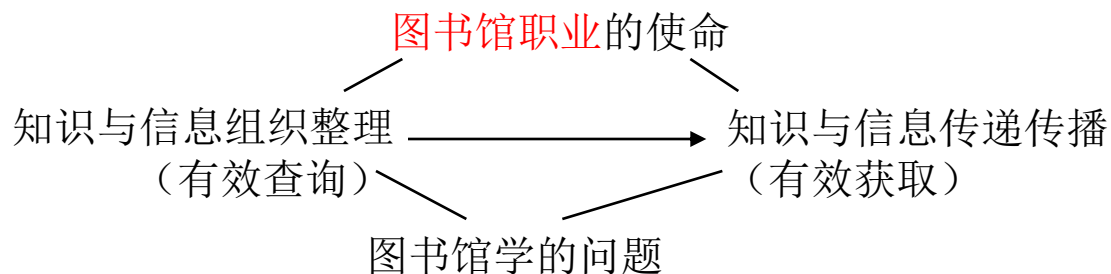 图书馆职业的使命
知识与信息组织整理
（有效查询）
知识与信息传递传播
（有效获取）
图书馆学的问题